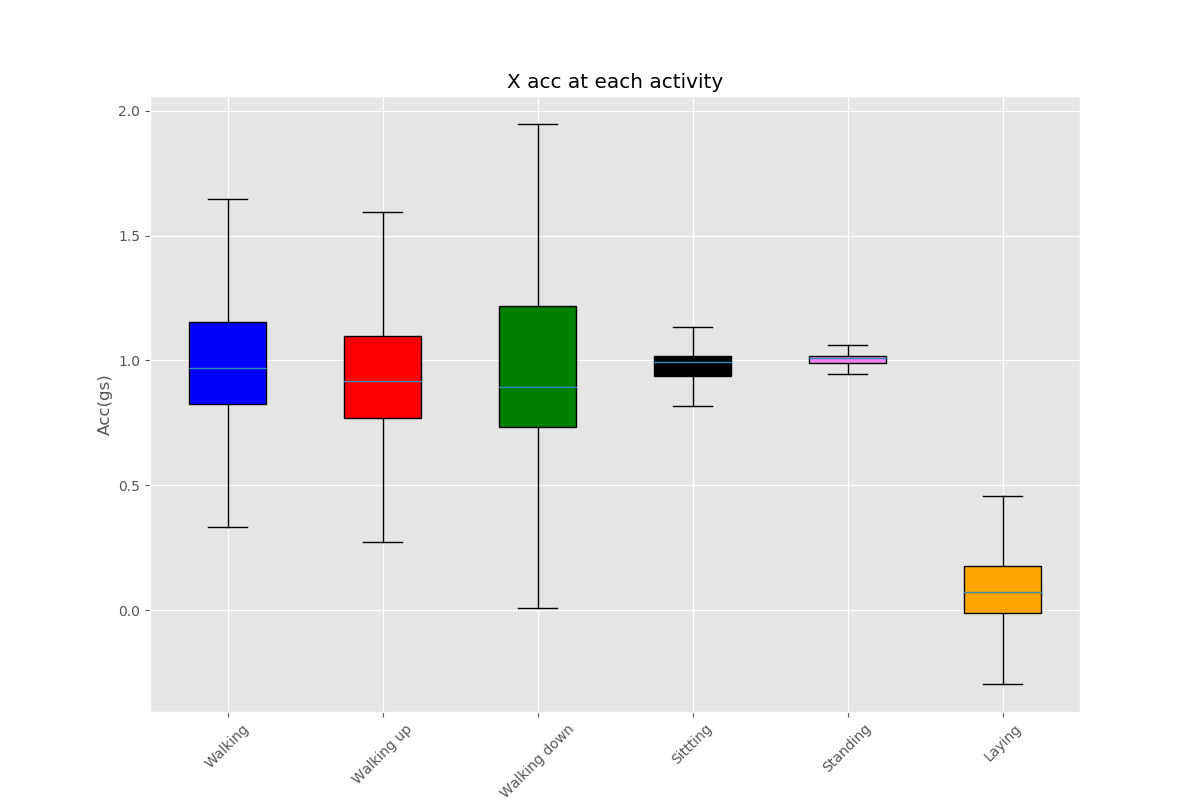 X acc at each activity
2.0
1.5
1.0
0.5
0.0
Acc(gs)
Walking
Walking up
Walking down
Sittting
Standing
Laying